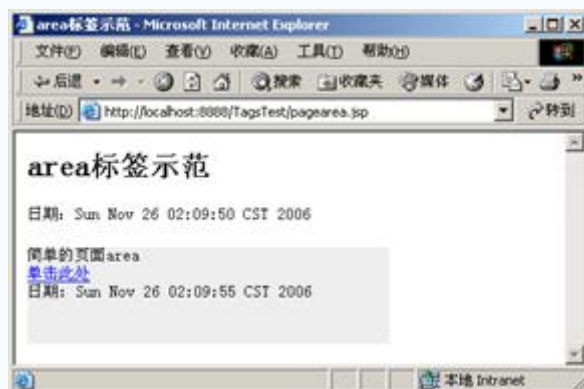 area标签示范 - Microsoft Internet Explorer
文件(F) 编辑(E) 查看(V) 收藏(A) 工具(T) 帮助(H)
后退 搜索 收藏夹 媒体
地址(D) http://localhost:8888/TagsTest/pagearea.jsp 转到
area标签示范
日期: Sun Nov 26 02:09:50 CST 2006
简单的页面area
单击此处
日期: Sun Nov 26 02:09:55 CST 2006
本地 Intranet